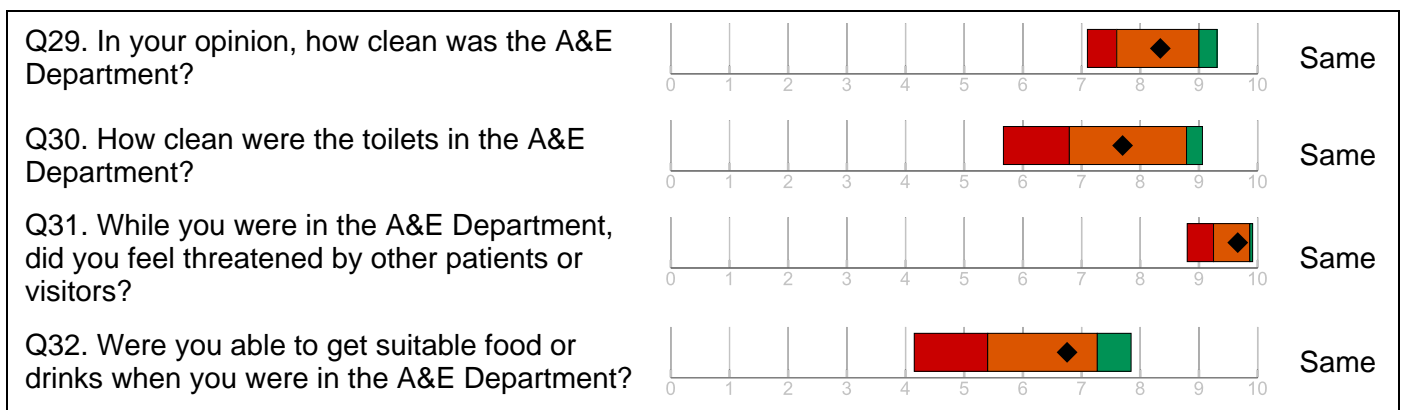 Q29. In your opinion, how clean was the A&E
Department?
Same
0 1 2 3 4 5 6 7 8 9 10
Q30. How clean were the toilets in the A&E
Department?
Same
0 1 2 3 4 5 6 7 8 9 10
Q31. While you were in the A&E Department,
did you feel threatened by other patients or
visitors?
Same
0 1 2 3 4 5 6 7 8 9 10
Q32. Were you able to get suitable food or
drinks when you were in the A&E Department?
Same
0 1 2 3 4 5 6 7 8 9 10